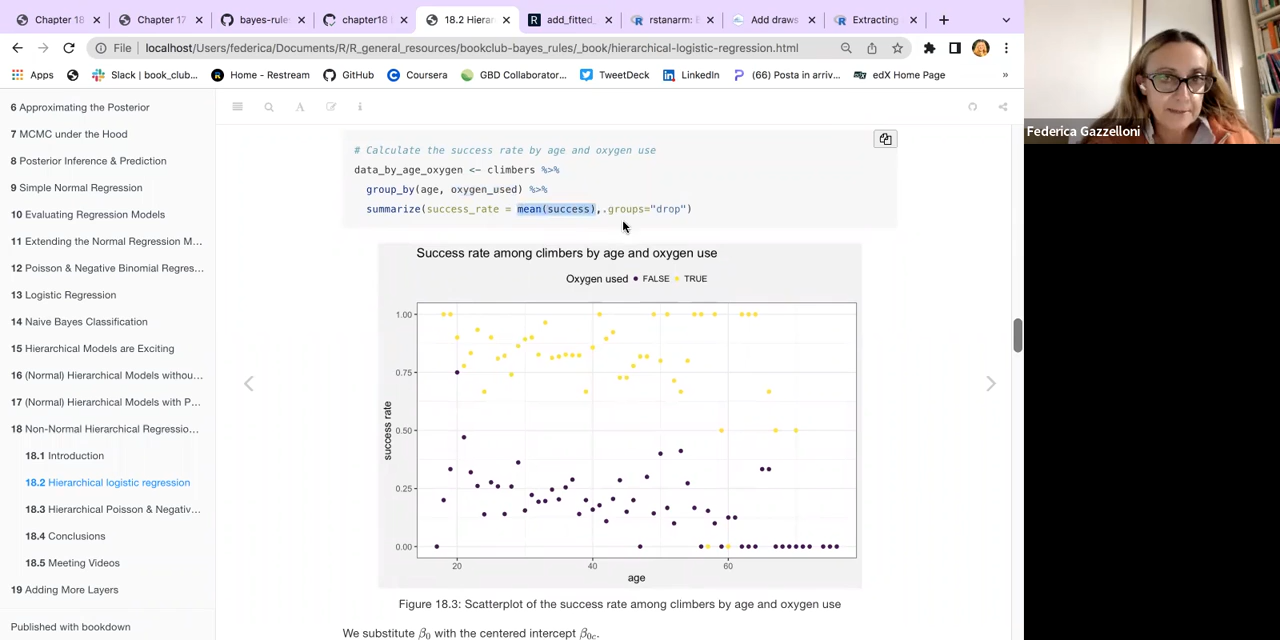 Chapter 18
Chapter 17
bayes-rule
chapter18
18.2 Hierar
add_fitted_
rstanarm: E
Add draws
Extracting
File
localhost/Users/federica/Documents/R/R_general_resources/bookclub-bayes_rules/_book/hierarchical-logistic-regression.html
Apps
Slack | book_club...
Home - Restream
GitHub
Coursera
GBD Collaborator...
TweetDeck
LinkedIn
(66) Posta in arriv...
edX Home Page
»
6 Approximating the Posterior
7 MCMC under the Hood
8 Posterior Inference & Prediction
9 Simple Normal Regression
10 Evaluating Regression Models
11 Extending the Normal Regression M...
12 Poisson & Negative Binomial Regres...
13 Logistic Regression
14 Naive Bayes Classification
15 Hierarchical Models are Exciting
16 (Normal) Hierarchical Models withou...
17 (Normal) Hierarchical Models with P...
18 Non-Normal Hierarchical Regressio...
18.1 Introduction
18.2 Hierarchical logistic regression
18.3 Hierarchical Poisson & Negativ...
18.4 Conclusions
18.5 Meeting Videos
19 Adding More Layers
Published with bookdown
# Calculate the success rate by age and oxygen use
data_by_age_oxygen <- climbers %>%
group_by(age, oxygen_used) %>%
summarize(success_rate = mean(success),.groups="drop")
Success rate among climbers by age and oxygen use
Oxygen used FALSE TRUE
1.00
0.75
0.50
0.25
0.00
success rate
20 40 60
age
Figure 18.3: Scatterplot of the success rate among climbers by age and oxygen use
We substitute β0 with the centered intercept β0c.
Federica Gazzelloni